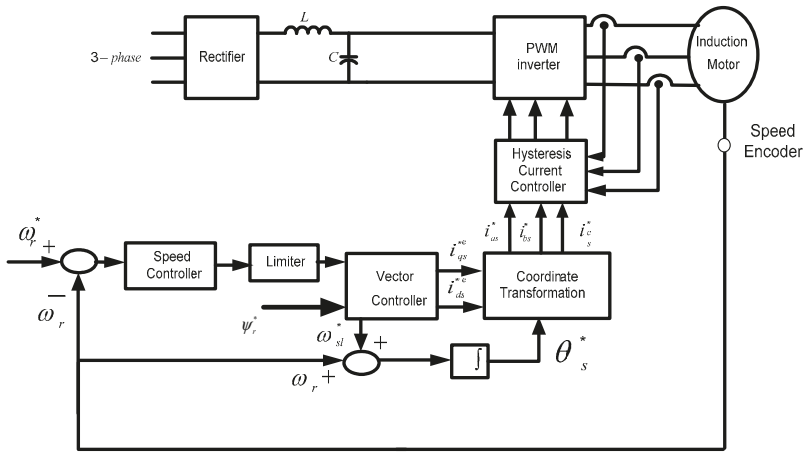 L
3-phase
Rectifier
C
PWM
inverter
Induction
Motor
Speed
Encoder
Hysteresis
Current
Controller
i*as i*bs i*cs
ω*r +
Speed
Controller
Limiter
Vector
Controller
i*e qs
i*e ds
Coordinate
Transformation
−
ωr
ψ*r
ω*sl +
ωr +
∫
θ*s